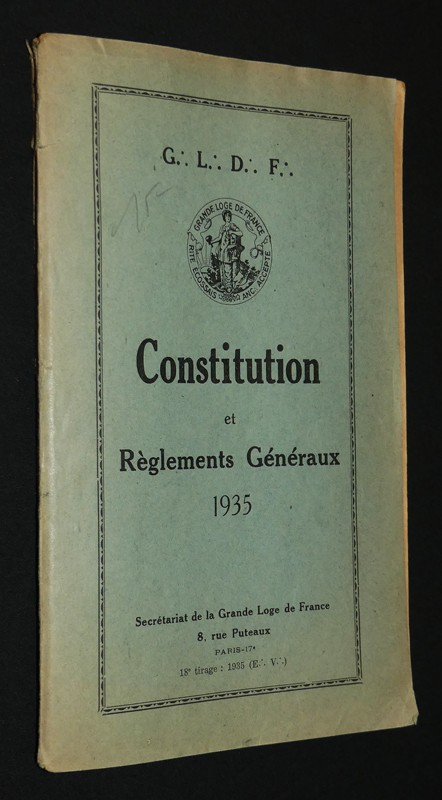 G∴ L∴ D∴ F∴
GRANDE LOGE DE FRANCE
RITE ECOSSAIS ANC ACCEPTÉ
Constitution
et
Règlements Généraux
1935
Secrétariat de la Grande Loge de France
8, rue Puteaux
PARIS-17e
18e tirage : 1935 (E∴ V∴)